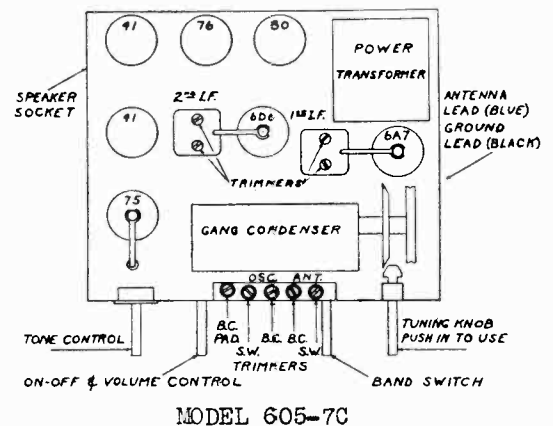 41
76
80
POWER
TRANSFORMER
SPEAKER
SOCKET
2ND I.F.
6D6
1ST I.F.
6A7
41
ANTENNA
LEAD (BLUE)
GROUND
LEAD (BLACK)
TRIMMERS
75
GANG CONDENSER
OSC. ANT.
B.C.
PAD.
S.W.
B.C.
B.C.
S.W.
TRIMMERS
TONE CONTROL
TUNING KNOB
PUSH IN TO USE
ON-OFF & VOLUME CONTROL
BAND SWITCH
MODEL 605-7C